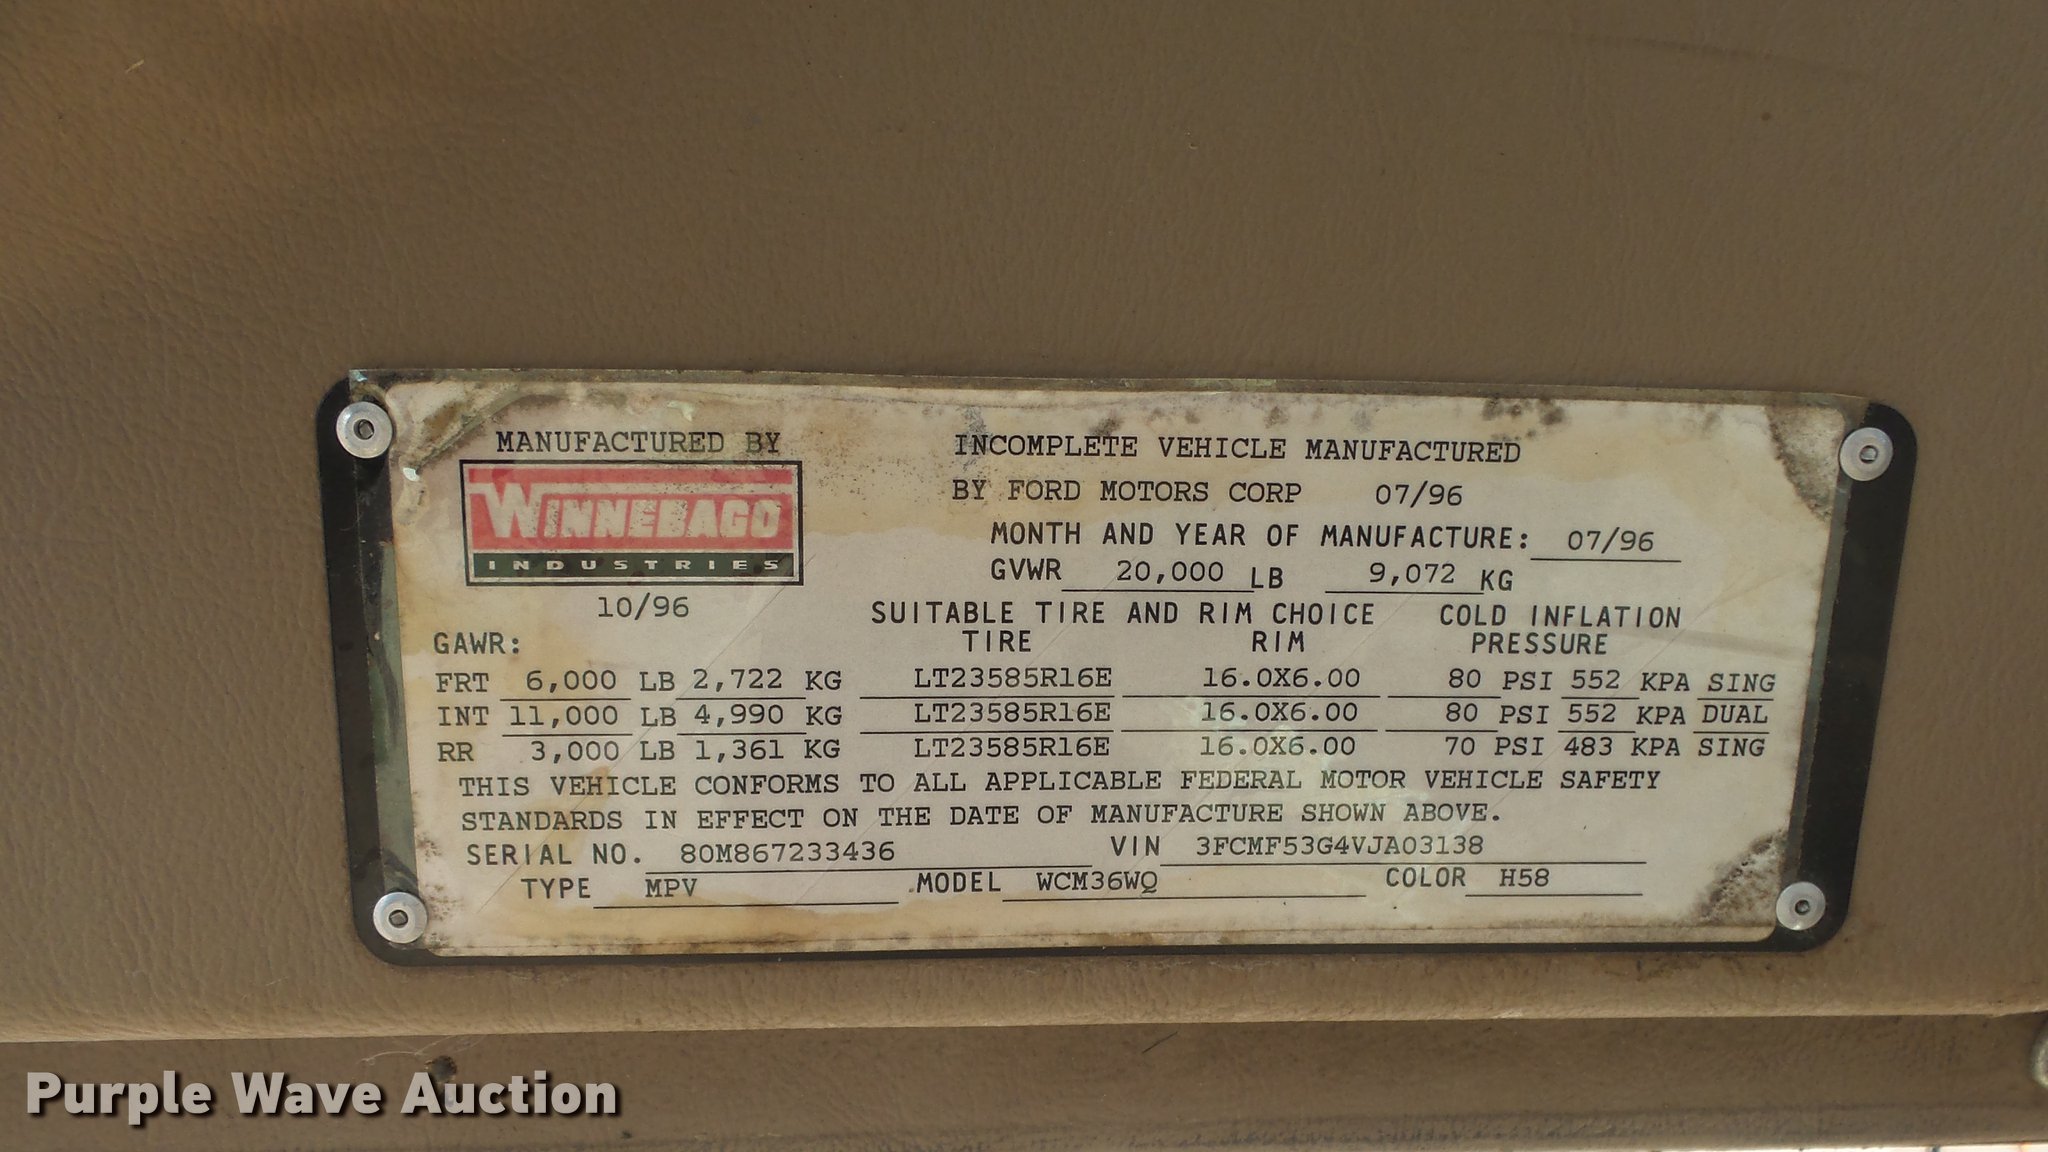 MANUFACTURED BY
WINNEBAGO
INDUSTRIES
10/96
INCOMPLETE VEHICLE MANUFACTURED
BY FORD MOTORS CORP 07/96
MONTH AND YEAR OF MANUFACTURE: 07/96
GVWR 20,000 LB 9,072 KG
SUITABLE TIRE AND RIM CHOICE COLD INFLATION
GAWR: TIRE RIM PRESSURE
FRT 6,000 LB 2,722 KG LT23585R16E 16.0X6.00 80 PSI 552 KPA SING
INT 11,000 LB 4,990 KG LT23585R16E 16.0X6.00 80 PSI 552 KPA DUAL
RR 3,000 LB 1,361 KG LT23585R16E 16.0X6.00 70 PSI 483 KPA SING
THIS VEHICLE CONFORMS TO ALL APPLICABLE FEDERAL MOTOR VEHICLE SAFETY
STANDARDS IN EFFECT ON THE DATE OF MANUFACTURE SHOWN ABOVE.
SERIAL NO. 80M867233436 VIN 3FCMF53G4VJA03138
TYPE MPV MODEL WCM36WQ COLOR H58
Purple Wave Auction